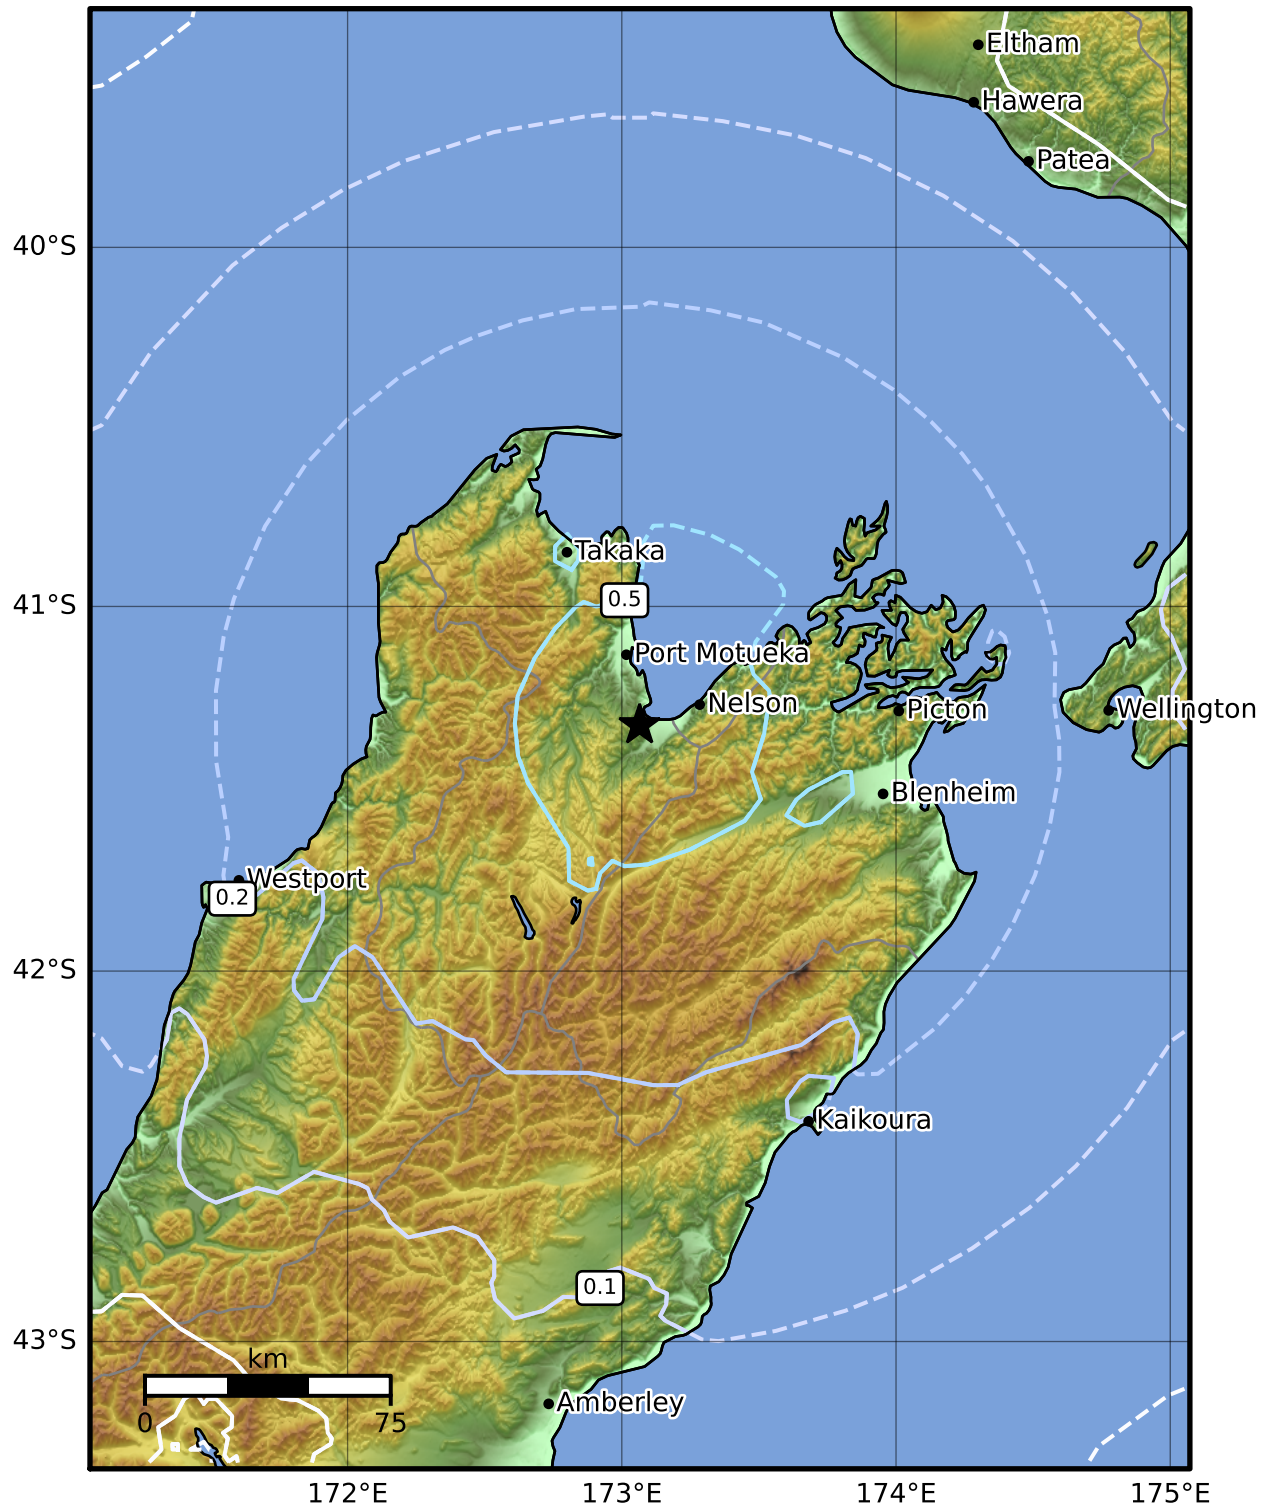 Eltham
Hawera
Patea
40°S
Takaka
0.5
41°S
Port Motueka
Nelson
Picton
Wellington
Blenheim
Westport
0.2
42°S
Kaikoura
0.1
43°S
km
0
75
Amberley
172°E
173°E
174°E
175°E